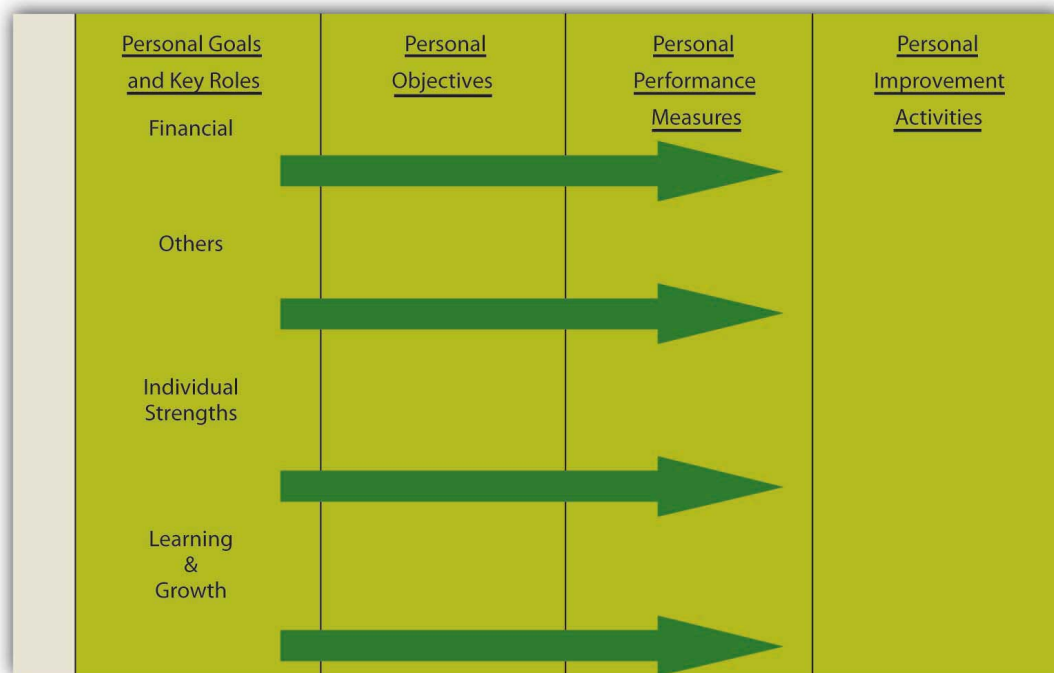 Personal Goals
and Key Roles
Personal
Objectives
Personal
Performance
Measures
Personal
Improvement
Activities
Financial
Others
Individual
Strengths
Learning
&
Growth